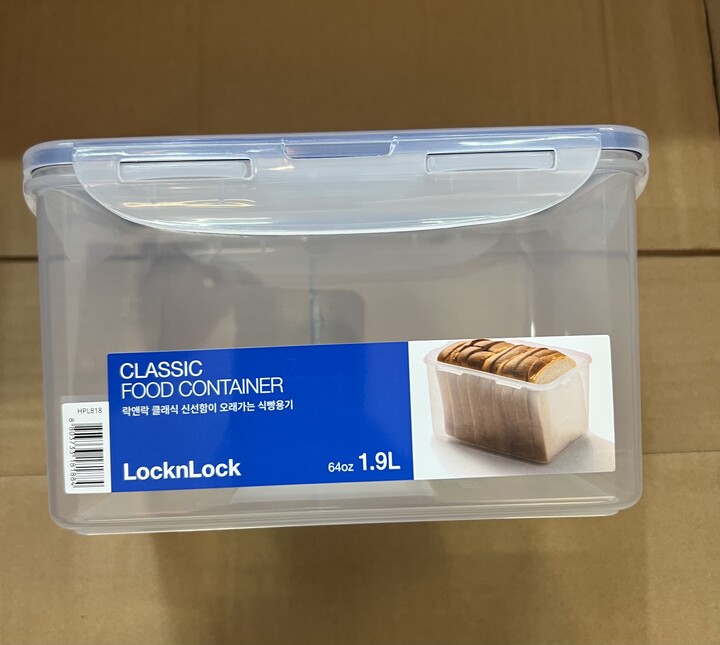 CLASSIC
FOOD CONTAINER
락앤락 클래식 신선함이 오래가는 식빵용기
HPL818
LocknLock
64oz 1.9L